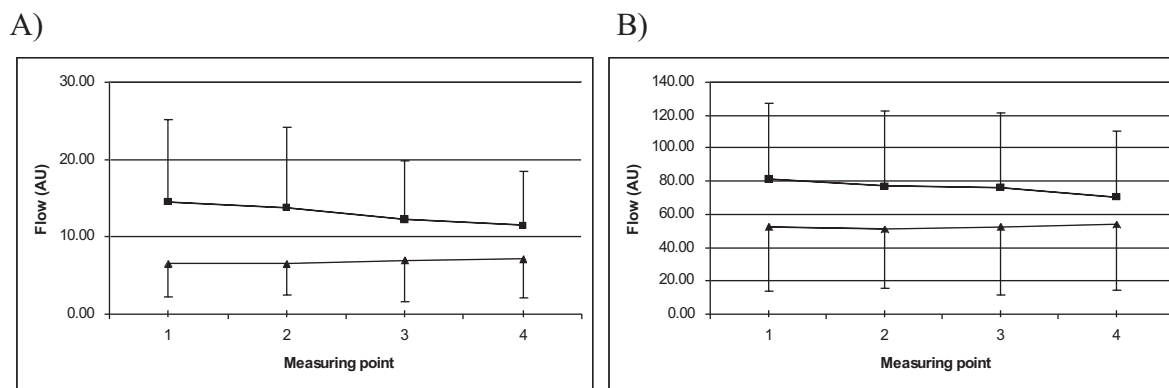 A)
30.00
20.00
10.00
0.00
Flow (AU)
1 2 3 4
Measuring point
B)
140.00
120.00
100.00
80.00
60.00
40.00
20.00
0.00
Flow (AU)
1 2 3 4
Measuring point